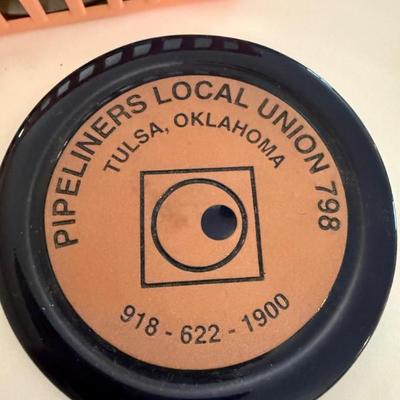 PIPELINERS LOCAL UNION 798
TULSA, OKLAHOMA
918 - 622 - 1900